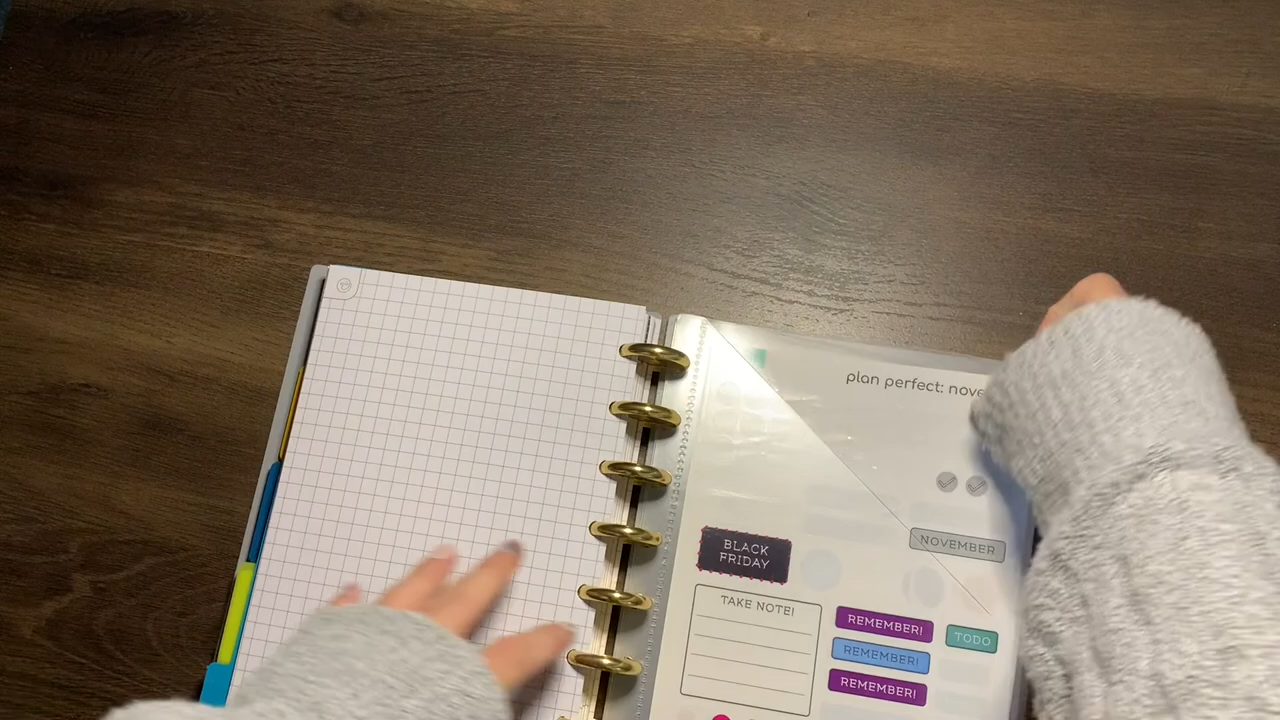 plan perfect: nove
NOVEMBER
BLACK
FRIDAY
TAKE NOTE!
REMEMBER!
TODO
REMEMBER!
REMEMBER!